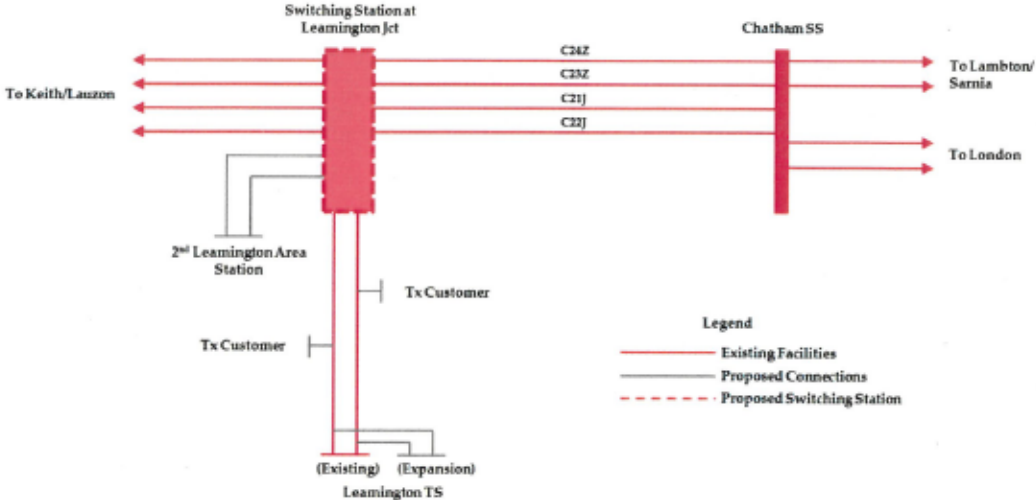 Switching Station at
Leamington Jct
Chatham SS
C24Z
To Lambton/
Sarnia
C23Z
To Keith/Lauzon
C21J
C22J
To London
2nd Leamington Area
Station
Tx Customer
Tx Customer
Legend
Existing Facilities
Proposed Connections
Proposed Switching Station
(Existing) (Expansion)
Leamington TS